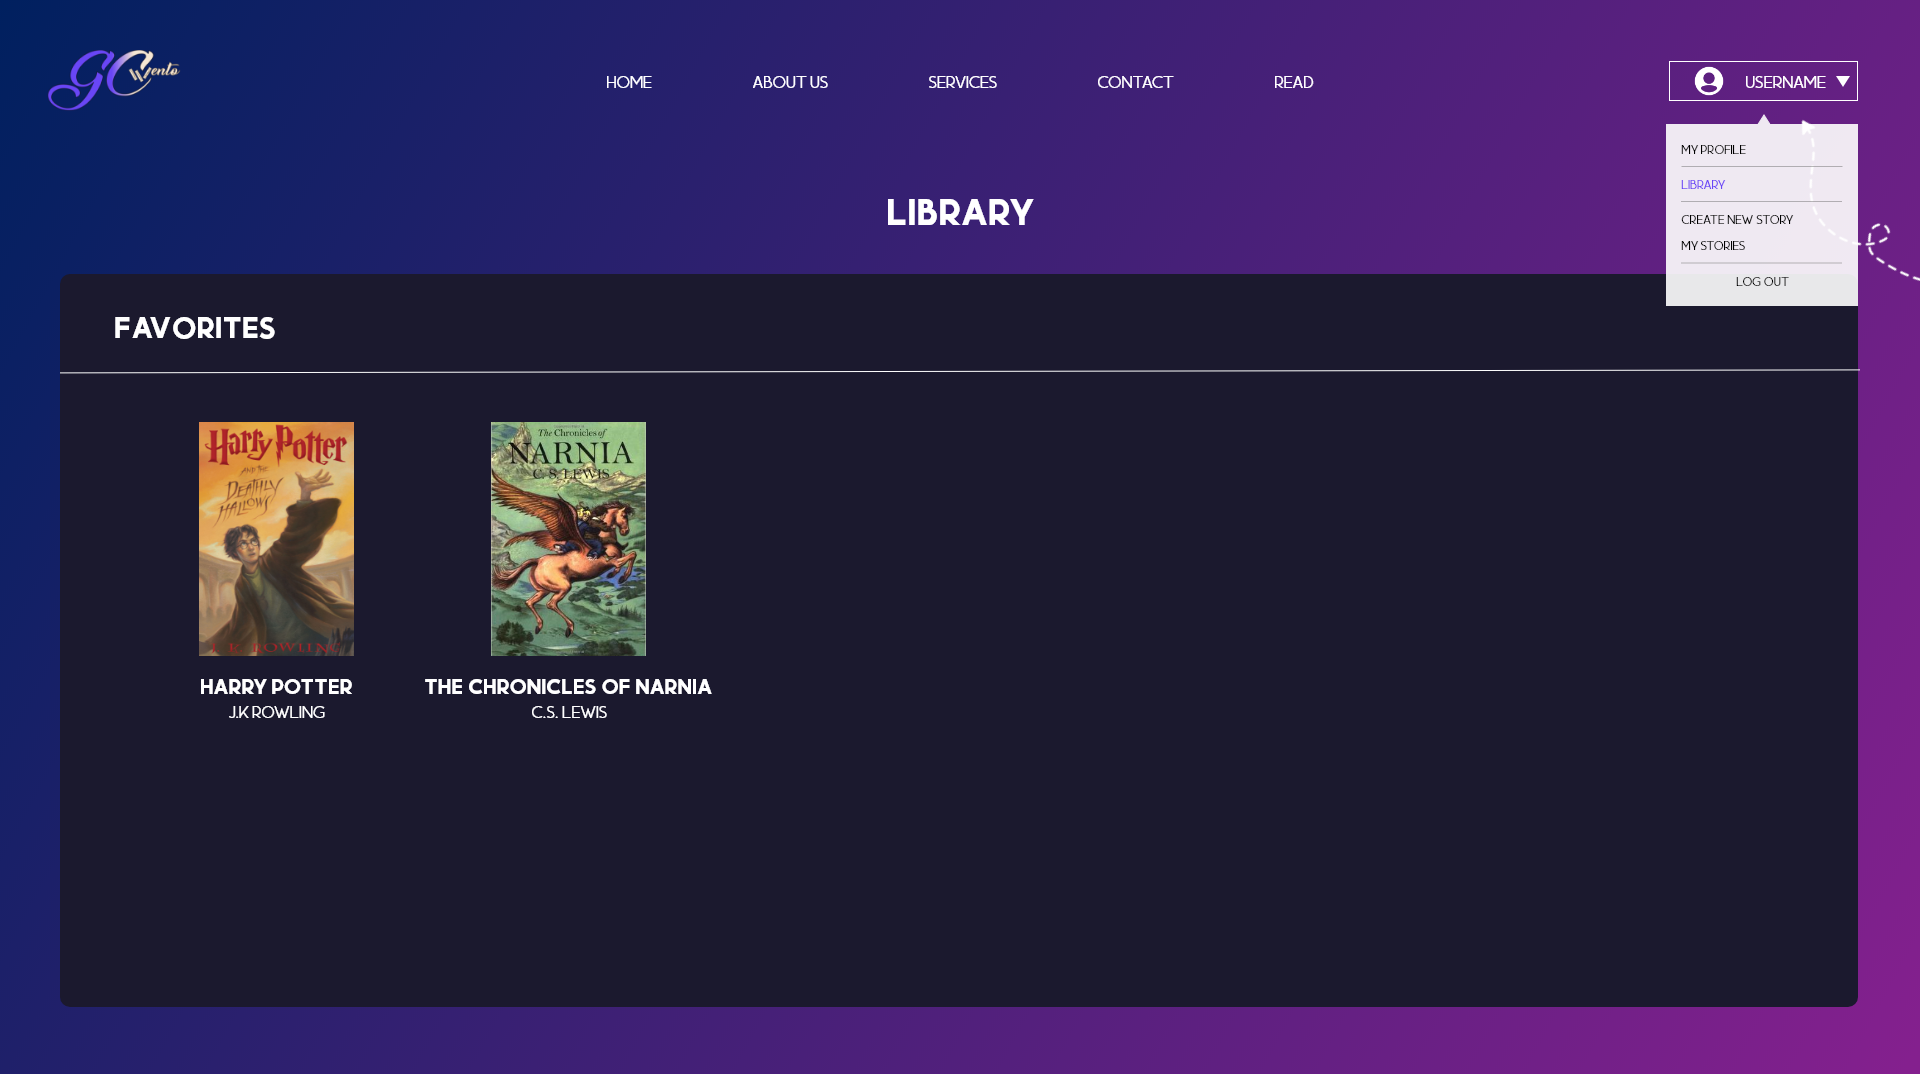 GC Wento
HOME ABOUT US SERVICES CONTACT READ
USERNAME
MY PROFILE
LIBRARY
CREATE NEW STORY
MY STORIES
LOG OUT
LIBRARY
FAVORITES
Harry Potter
AND THE
DEATHLY
HALLOWS
J.K. ROWLING
The Chronicles of
NARNIA
C. S. LEWIS
HARRY POTTER
J.K ROWLING
THE CHRONICLES OF NARNIA
C.S. LEWIS